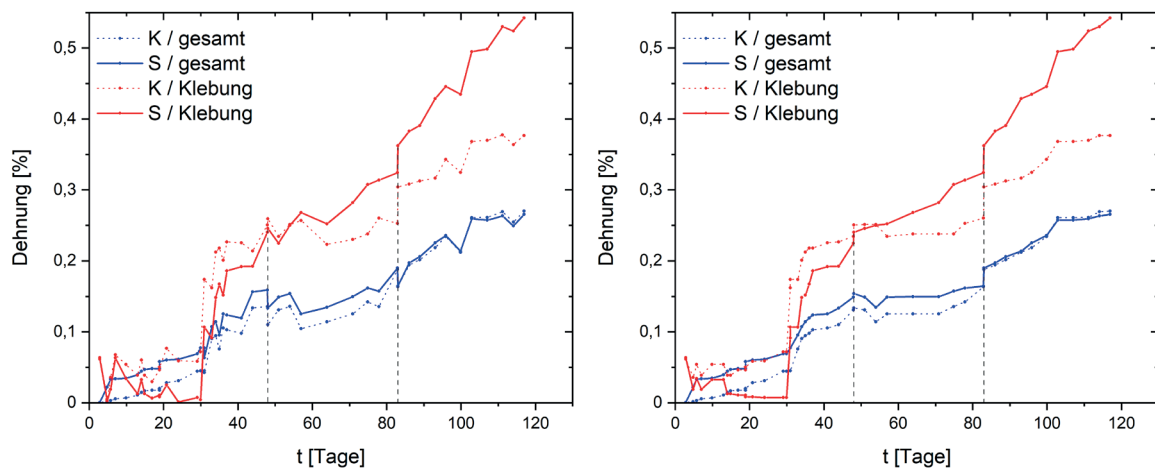 0,5
0,4
0,3
0,2
0,1
0
Dehnung [%]
K / gesamt
S / gesamt
K / Klebung
S / Klebung
0 20 40 60 80 100 120
t [Tage]
0,5
0,4
0,3
0,2
0,1
0
Dehnung [%]
K / gesamt
S / gesamt
K / Klebung
S / Klebung
0 20 40 60 80 100 120
t [Tage]